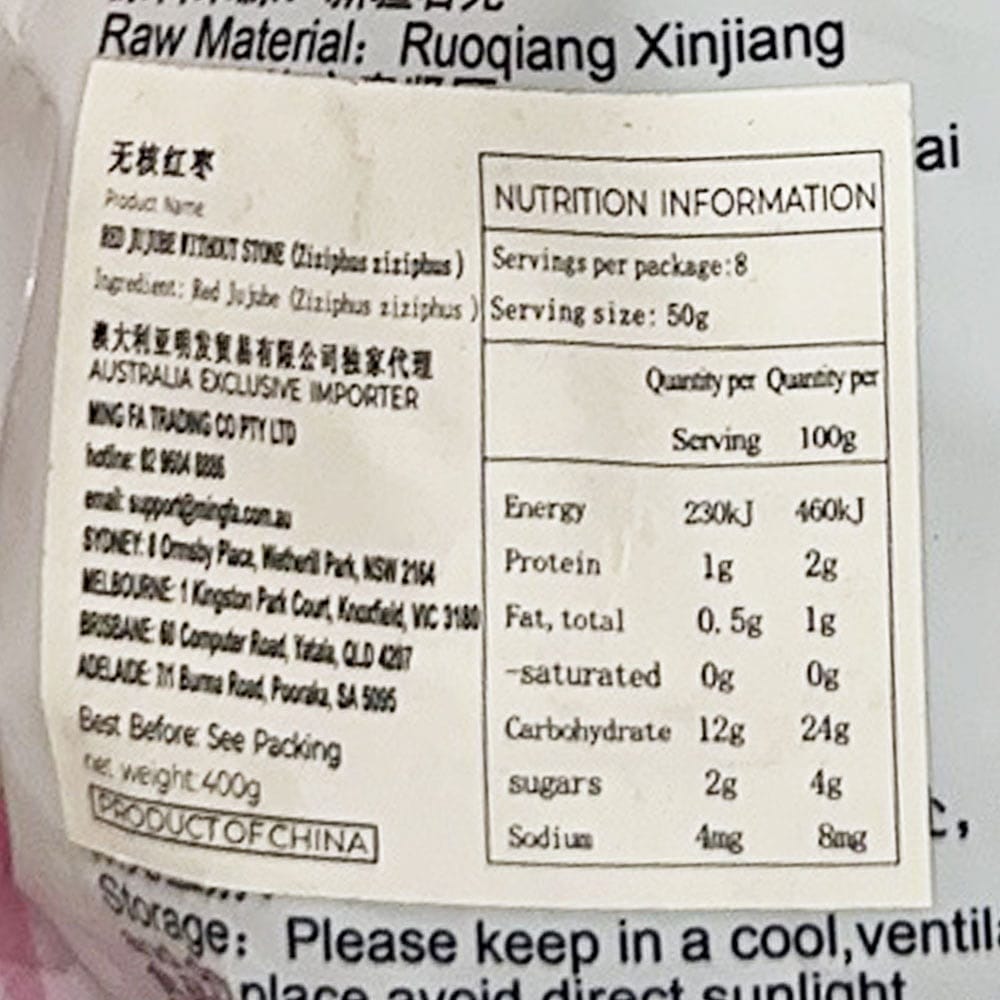 Raw Material: Ruoqiang Xinjiang
ai
无核红枣
Product Name
RED JUJUBE WITHOUT STONE (Ziziphus ziziphus)
Ingredient: Red Jujube (Ziziphus ziziphus )
澳大利亚明发贸易有限公司独家代理
AUSTRALIA EXCLUSIVE IMPORTER
MING FA TRADING CO PTY LTD
hotline: 02 9604 8886
email: support@mingfa.com.au
SYDNEY: 8 Ormsby Place, Wetherill Park, NSW 2164
MELBOURNE: 1 Kingston Park Court, Knoxfield, VIC 3180
BRISBANE: 60 Computer Road, Yatala, QLD 4207
ADELAIDE: 7/1 Burma Road, Pooraka, SA 5095
Best Before: See Packing
net weight:400g
PRODUCT OF CHINA
NUTRITION INFORMATION
Servings per package:8
Serving size: 50g
Quantity per Quantity per
Serving 100g
Energy 230kJ 460kJ
Protein 1g 2g
Fat, total 0.5g 1g
-saturated 0g 0g
Carbohydrate 12g 24g
sugars 2g 4g
Sodium 4mg 8mg
Storage: Please keep in a cool,ventil
place avoid direct sunlight